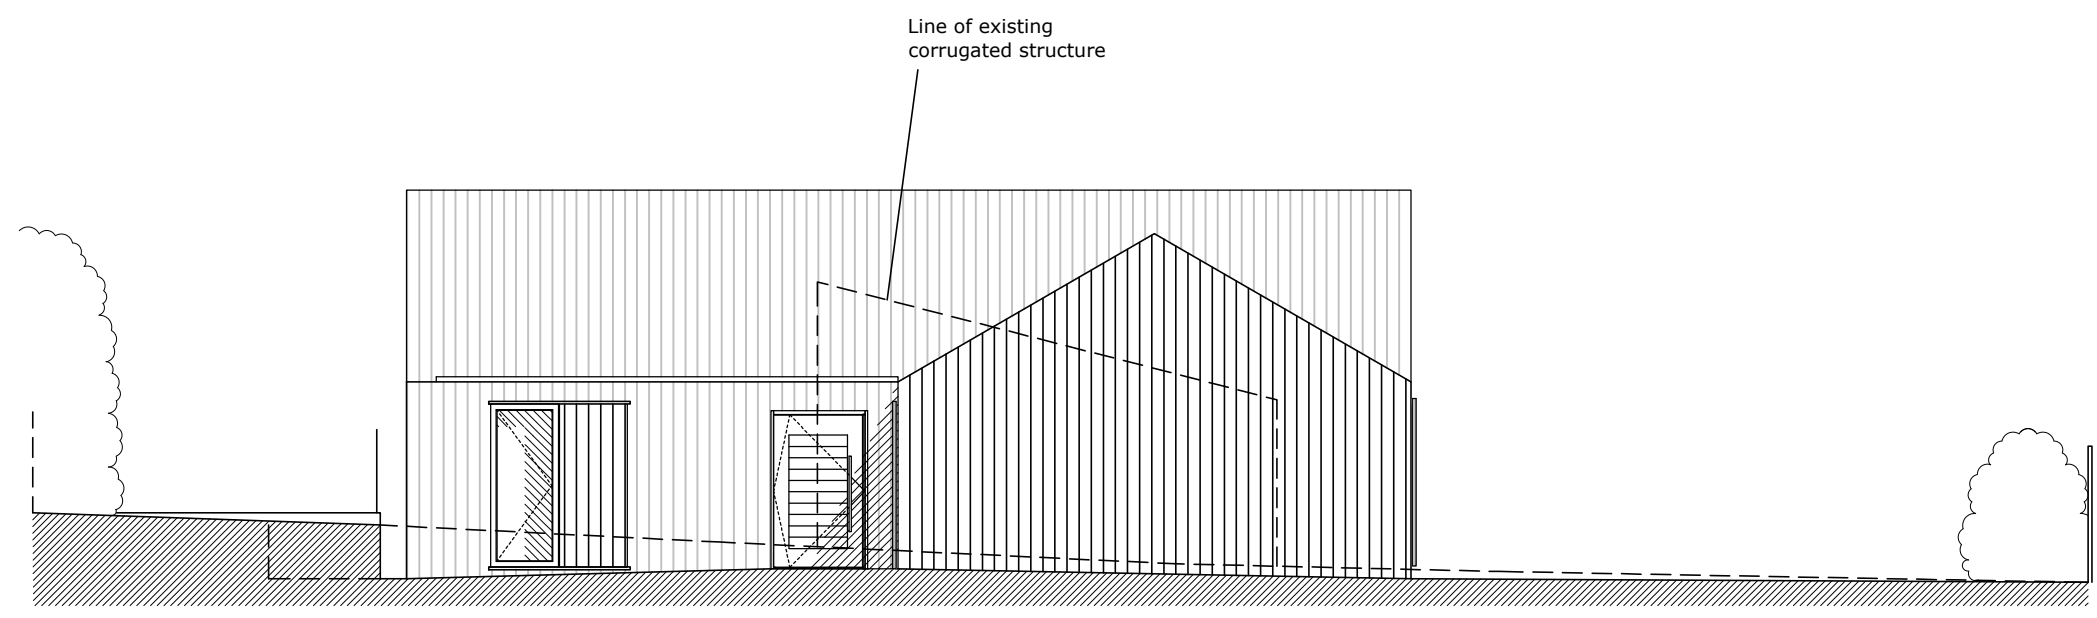 Line of existing
corrugated structure